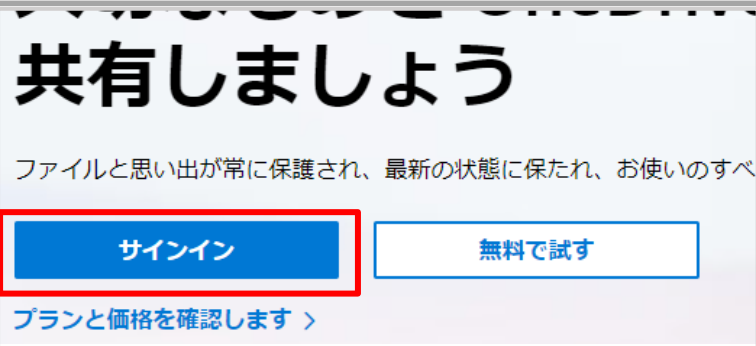 共有しましょう
ファイルと思い出が常に保護され、最新の状態に保たれ、お使いのすべ
サインイン
無料で試す
プランと価格を確認します >